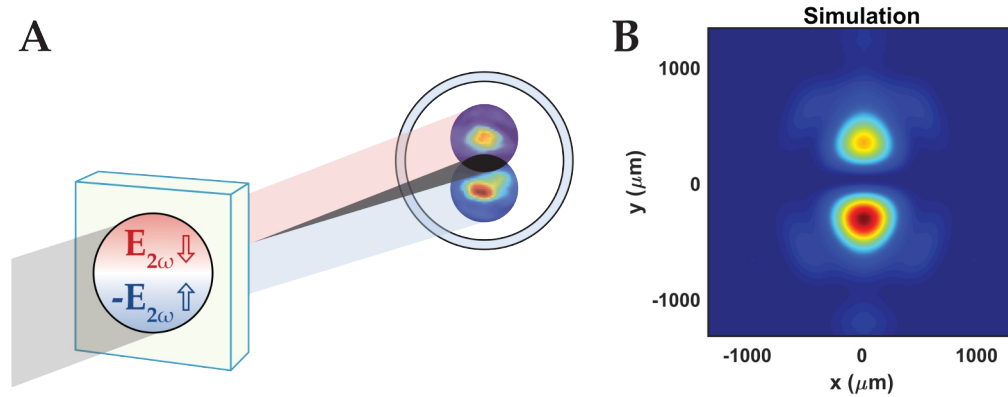 A
E2ω ⇩
-E2ω ⇧
B
Simulation
y (μm)
1000
0
-1000
-1000 0 1000
x (μm)